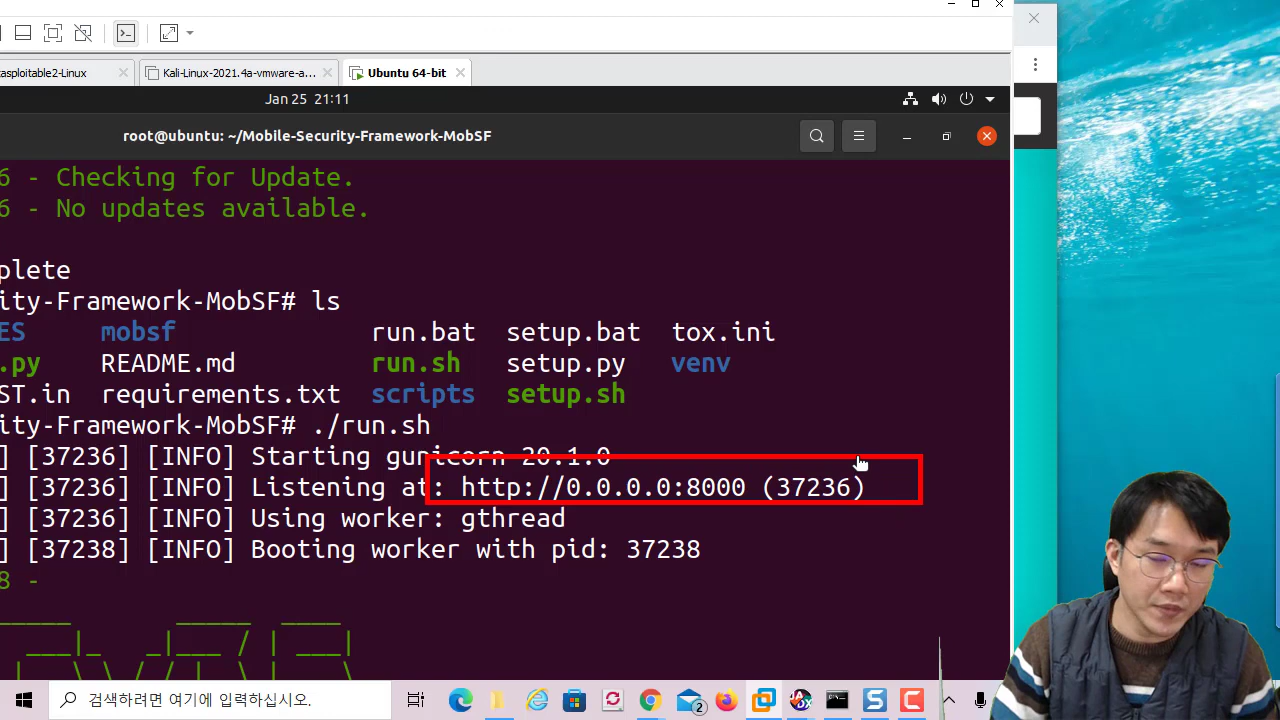 asploitable2-Linux
Kali-Linux-2021.4a-vmware-a...
Ubuntu 64-bit
Jan 25 21:11
root@ubuntu: ~/Mobile-Security-Framework-MobSF
6 - Checking for Update.
6 - No updates available.
plete
ity-Framework-MobSF# ls
ES mobsf run.bat setup.bat tox.ini
.py README.md run.sh setup.py venv
ST.in requirements.txt scripts setup.sh
ity-Framework-MobSF# ./run.sh
] [37236] [INFO] Starting gunicorn 20.1.0
] [37236] [INFO] Listening at: http://0.0.0.0:8000 (37236)
] [37236] [INFO] Using worker: gthread
] [37238] [INFO] Booting worker with pid: 37238
8 -
검색하려면 여기에 입력하십시오.
2